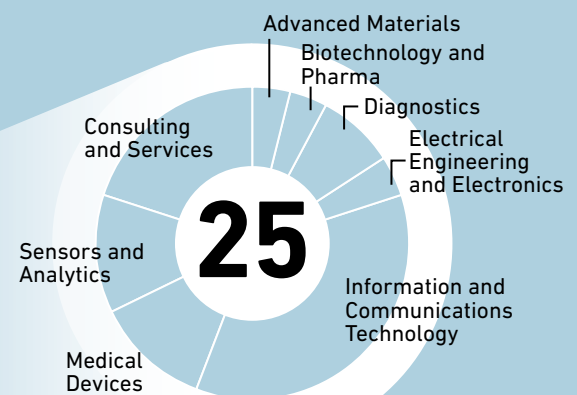 Advanced Materials
Biotechnology and
Pharma
Diagnostics
Electrical
Engineering
and Electronics
Consulting
and Services
25
Sensors and
Analytics
Information and
Communications
Technology
Medical
Devices